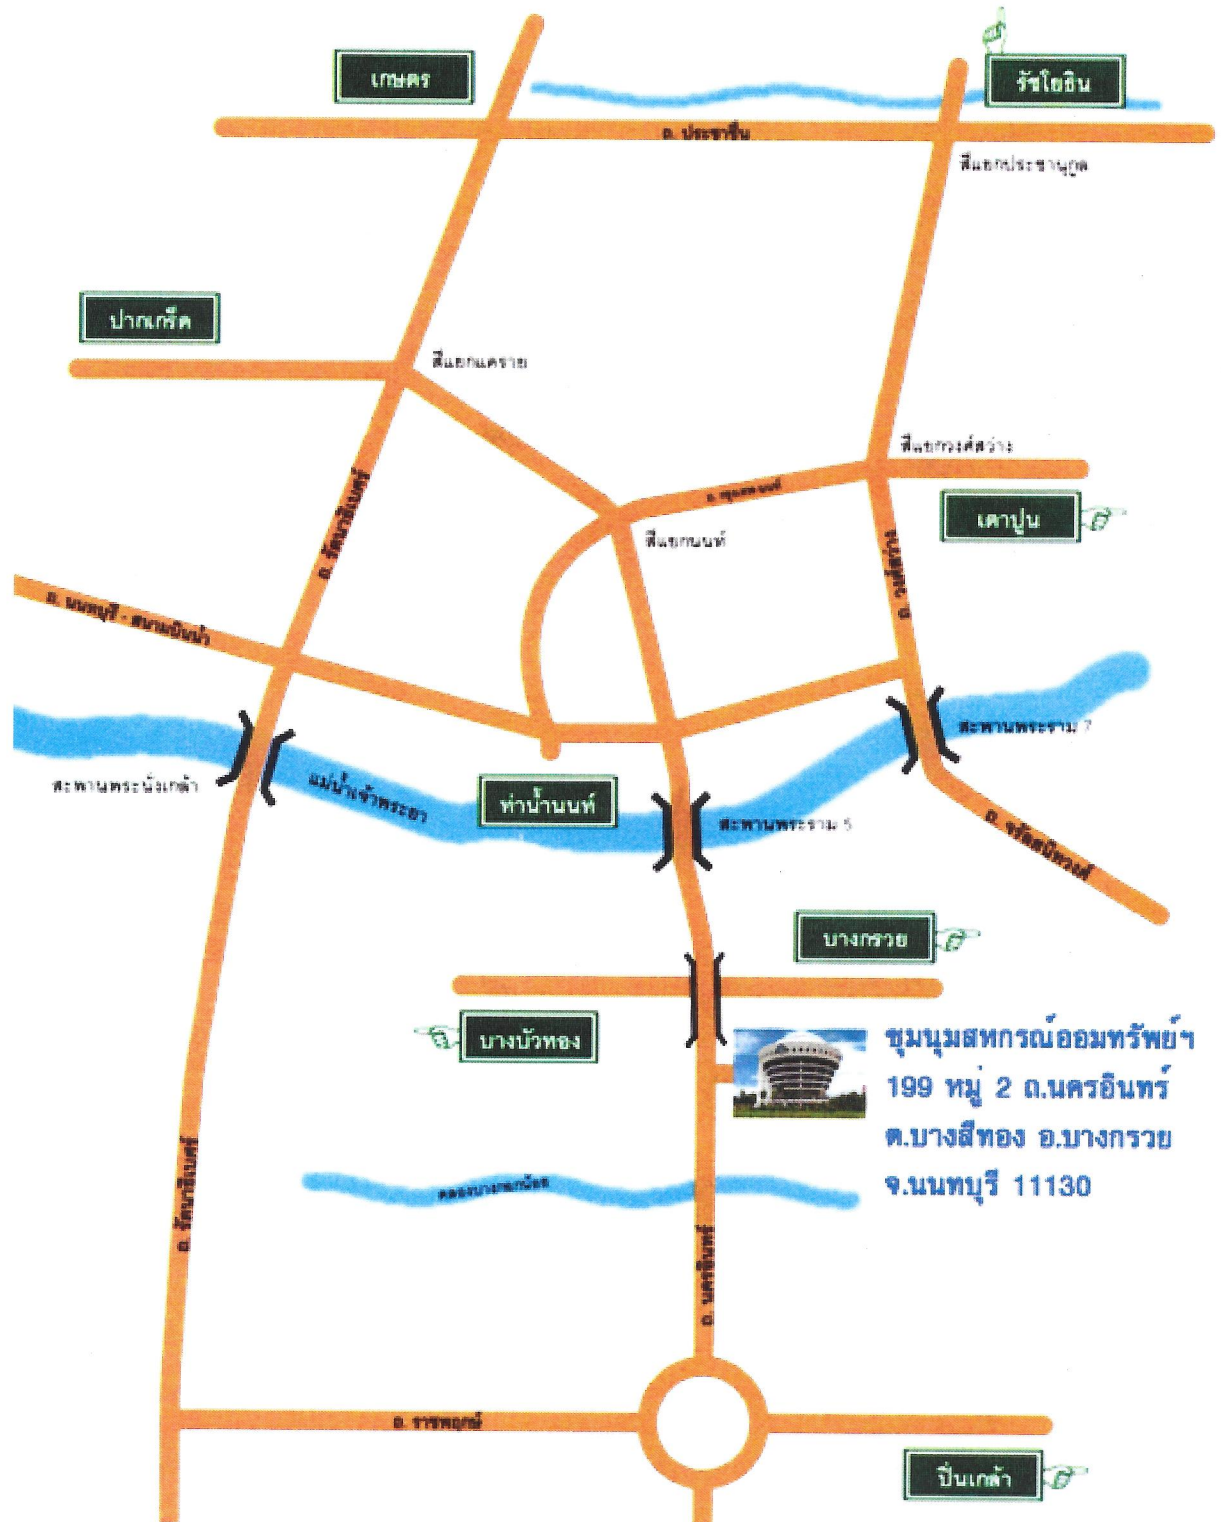 เกษตร
รัชโยธิน
ถ. ประชาชื่น
สี่แยกประชานุกูล
ปากเกร็ด
สี่แยกแคราย
สี่แยกวงศ์สว่าง
ถ. รัตนาธิเบศร์
เตาปูน
สี่แยกนนท์
ถ. วงศ์สว่าง
ถ. นนทบุรี - สนามบินน้ำ
สะพานพระราม 7
สะพานพระนั่งเกล้า
แม่น้ำเจ้าพระยา
ท่าน้ำนนท์
สะพานพระราม 5
ถ. จรัลสนิทวงศ์
บางกรวย
บางบัวทอง
ชุมนุมสหกรณ์ออมทรัพย์ฯ
199 หมู่ 2 ถ.นครอินทร์
ต.บางสีทอง อ.บางกรวย
จ.นนทบุรี 11130
คลองบางกอกน้อย
ถ. รัตนาธิเบศร์
ถ. นครอินทร์
ถ. ราชพฤกษ์
ปิ่นเกล้า